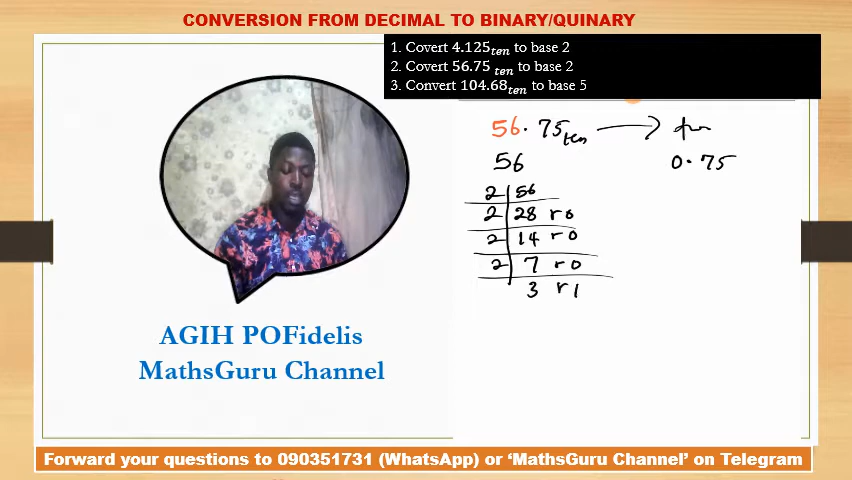 CONVERSION FROM DECIMAL TO BINARY/QUINARY
1. Covert 4.125ten to base 2
2. Covert 56.75 ten to base 2
3. Convert 104.68ten to base 5
56.75ten → for
56 0.75
2 56
2 28 r 0
2 14 r 0
2 7 r 0
3 r 1
AGIH POFidelis
MathsGuru Channel
Forward your questions to 090351731 (WhatsApp) or ‘MathsGuru Channel’ on Telegram